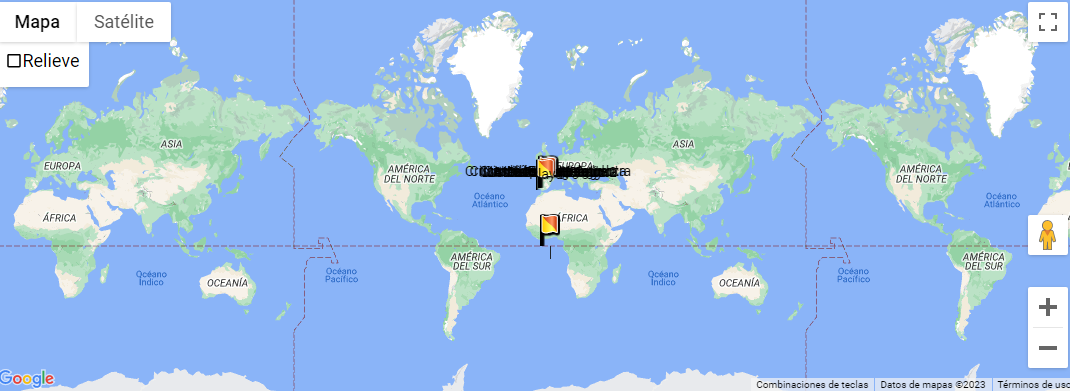 Mapa
Satélite
Relieve
ASIA
EUROPA
ÁFRICA
Océano
Índico
OCEANÍA
Océano
Pacífico
AMÉRICA
DEL NORTE
Océano
Atlántico
AMÉRICA
DEL SUR
EUROPA
ASIA
ÁFRICA
Océano
Índico
OCEANÍA
Océano
Pacífico
AMÉRICA
DEL NORTE
Océano
Atlántico
AMÉRICA
DEL SUR
Google
Combinaciones de teclas
Datos de mapas ©2023
Términos de uso